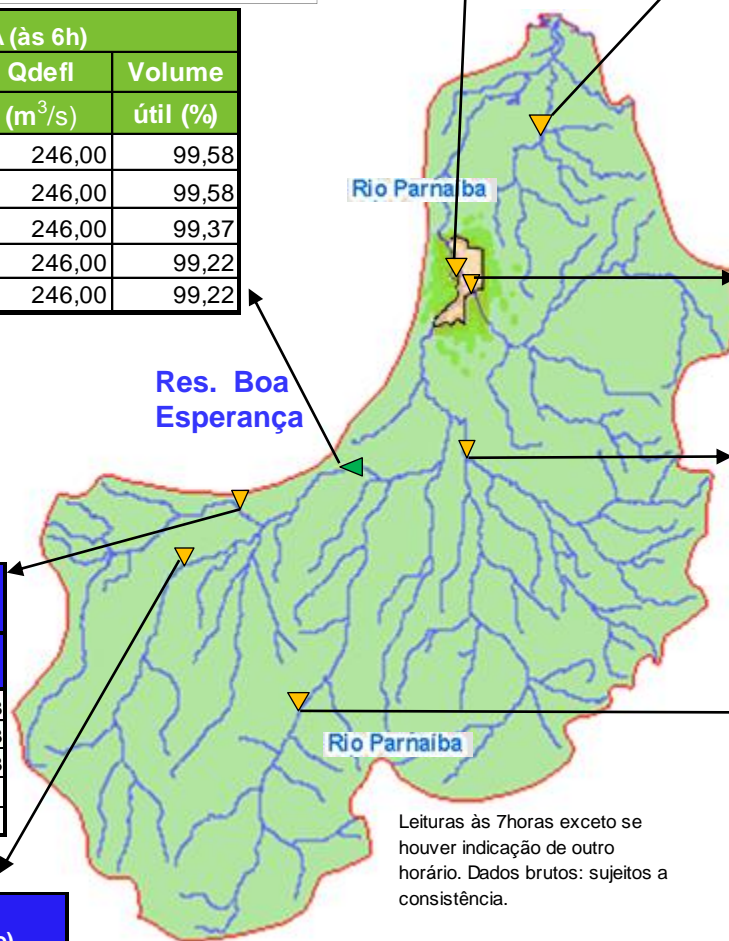 (às 6h)
Qdefl Volume
(m³/s) útil (%)
246,00 99,58
246,00 99,58
246,00 99,37
246,00 99,22
246,00 99,22
Rio Parnaíba
Res. Boa
Esperança
Rio Parnaíba
Leituras às 7horas exceto se
houver indicação de outro
horário. Dados brutos: sujeitos a
consistência.